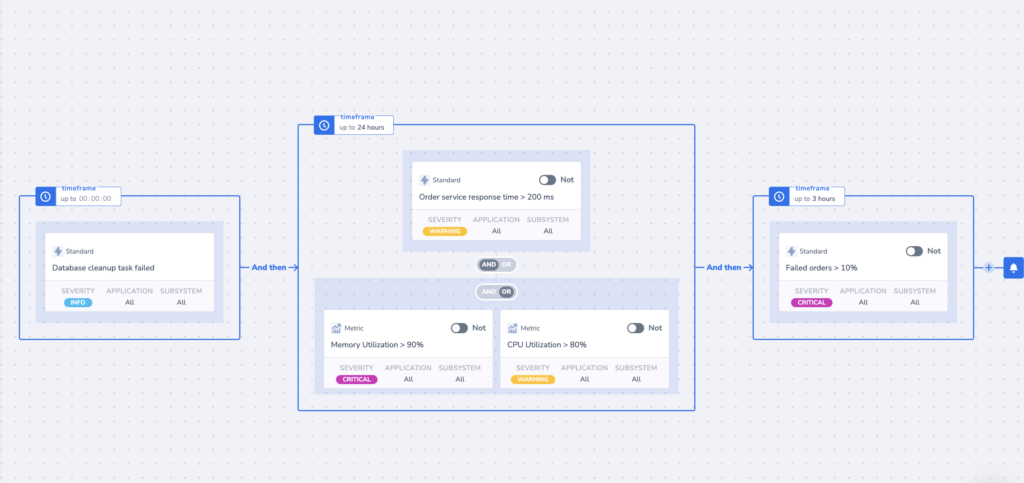 timeframe
up to 00:00:00
Standard
Database cleanup task failed
SEVERITY APPLICATION SUBSYSTEM
INFO All All
And then
timeframe
up to 24 hours
Standard Not
Order service response time > 200 ms
SEVERITY APPLICATION SUBSYSTEM
WARNING All All
AND OR
AND OR
Metric Not
Memory Utilization > 90%
SEVERITY APPLICATION SUBSYSTEM
CRITICAL All All
Metric Not
CPU Utilization > 80%
SEVERITY APPLICATION SUBSYSTEM
WARNING All All
And then
timeframe
up to 3 hours
Standard Not
Failed orders > 10%
SEVERITY APPLICATION SUBSYSTEM
CRITICAL All All